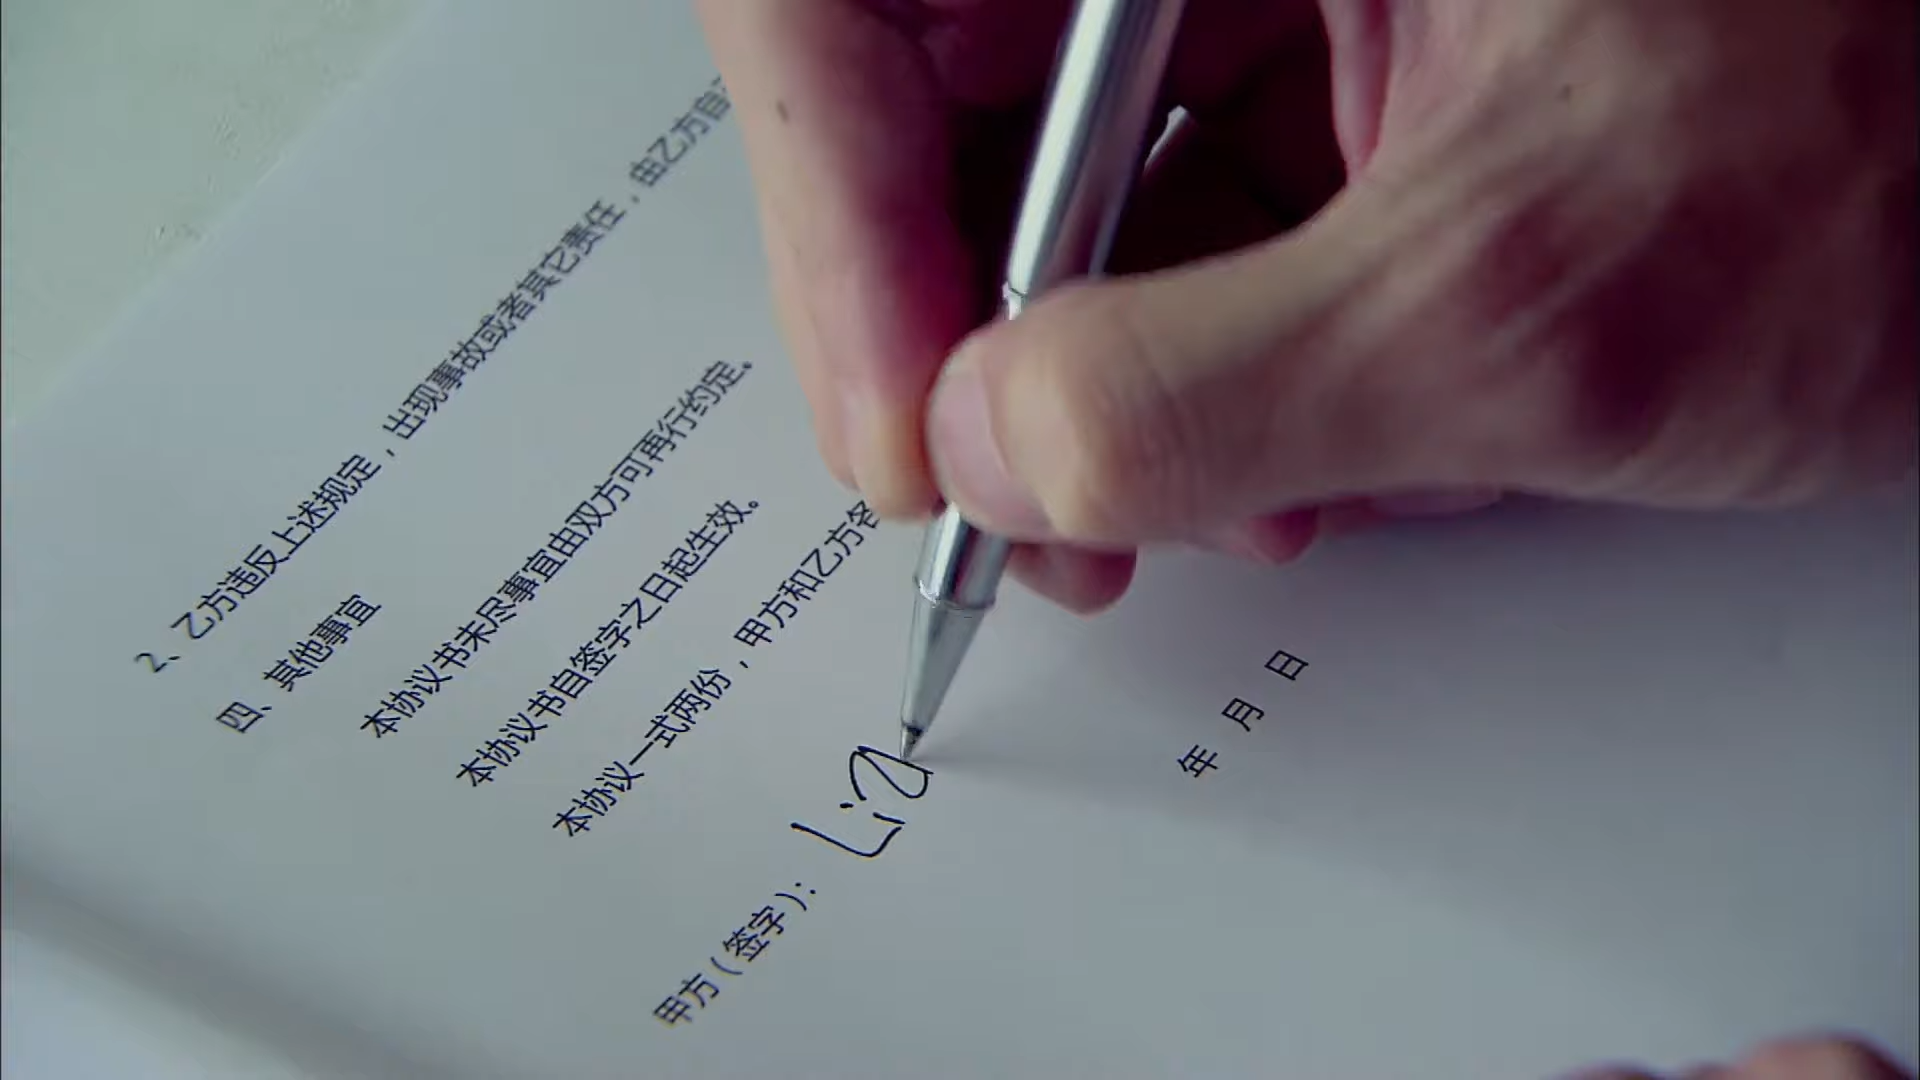 2、乙方违反上述规定，出现事故或者其它责任，由乙方自
四、其他事宜
本协议书未尽事宜由双方可再行约定。
本协议书自签字之日起生效。
本协议一式两份，甲方和乙方各
甲方（签字）：
年 月 日